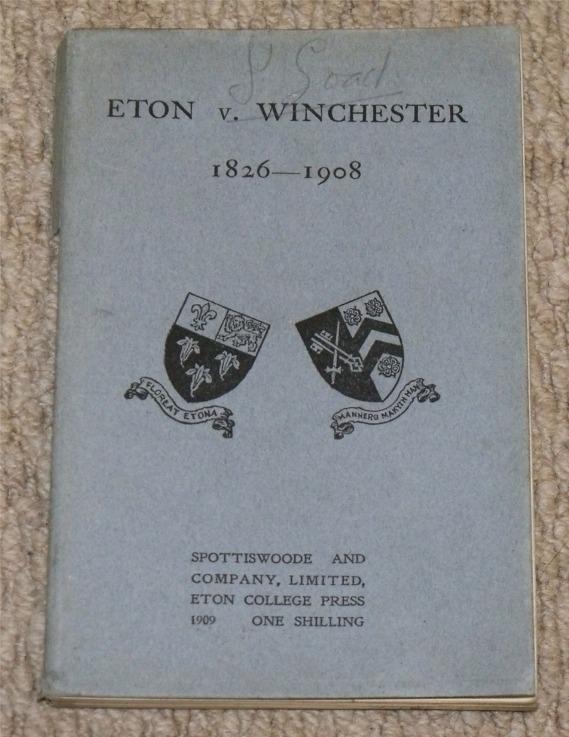 Goad.
ETON v. WINCHESTER
1826—1908
FLOREAT ETONA
MANNERS MAKYTH MAN
SPOTTISWOODE AND
COMPANY, LIMITED,
ETON COLLEGE PRESS
1909 ONE SHILLING